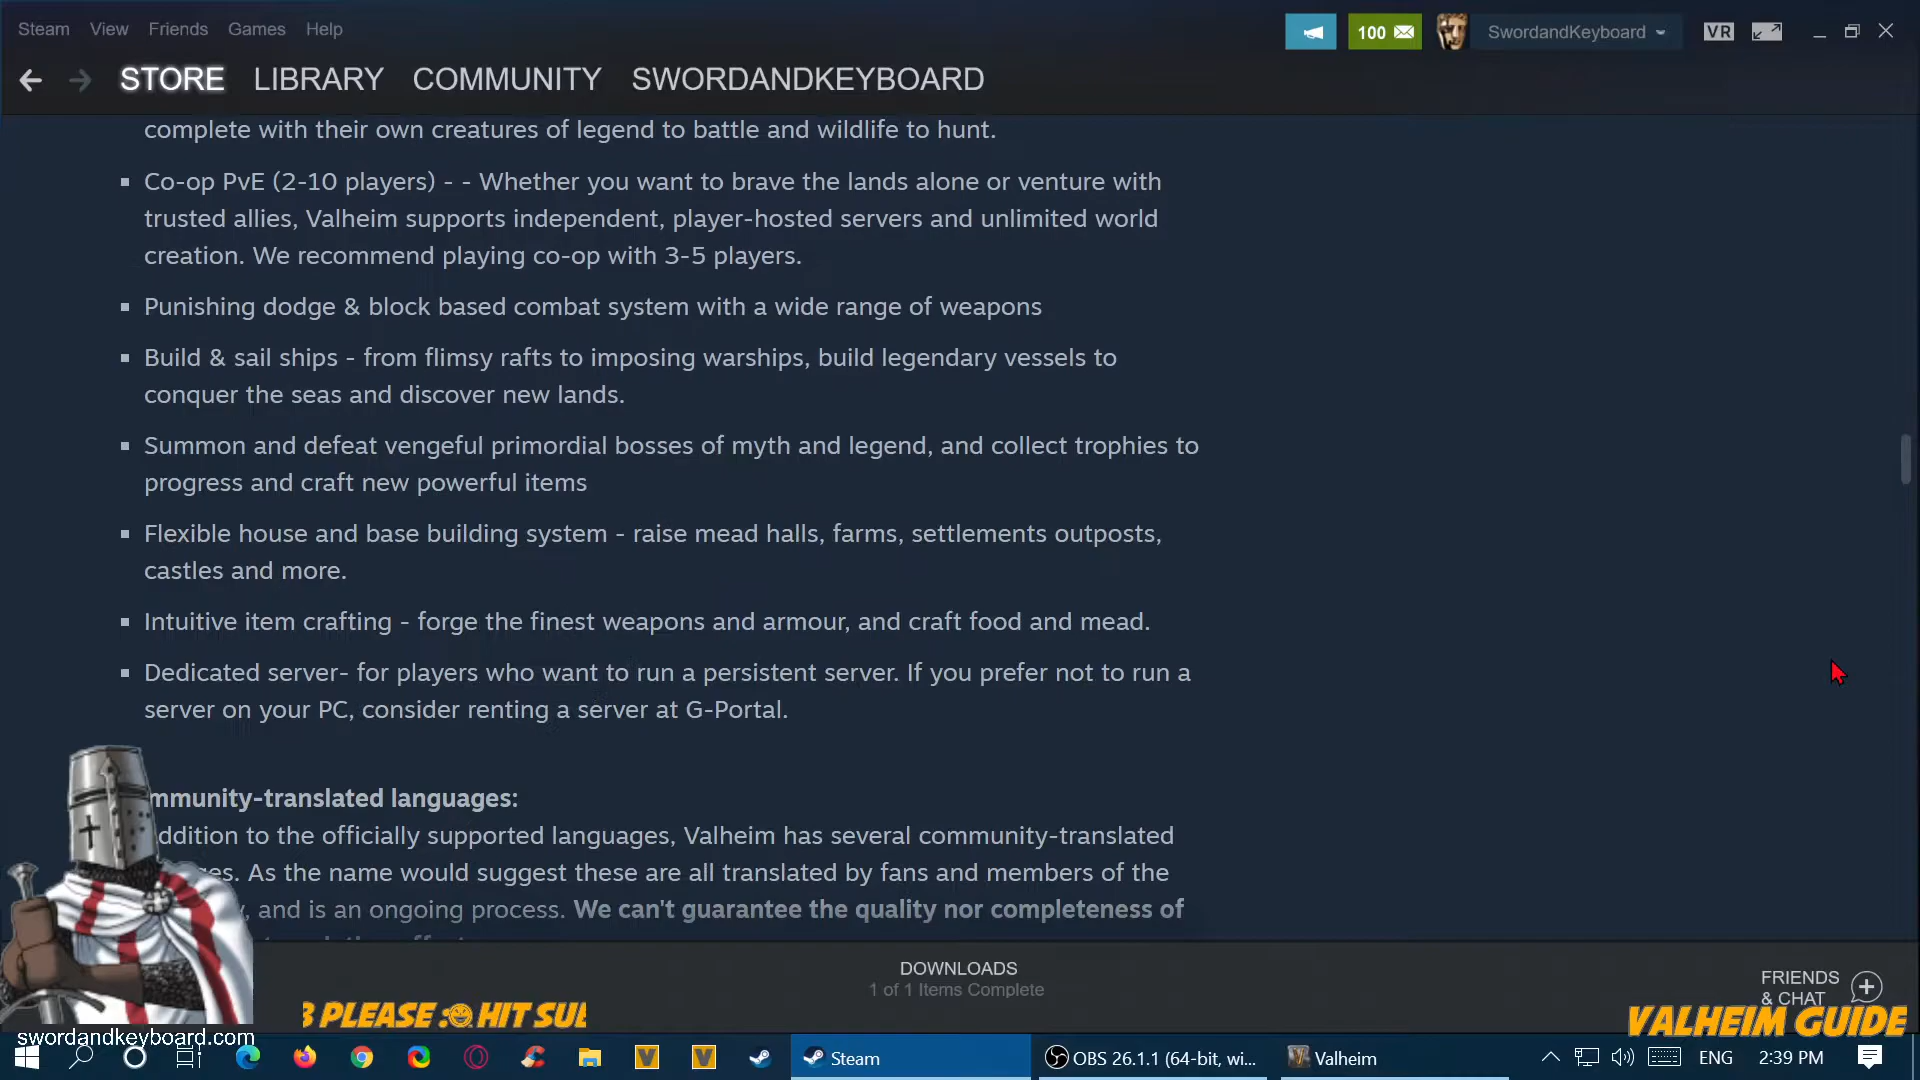 Steam View Friends Games Help
100
SwordandKeyboard
VR
STORE LIBRARY COMMUNITY SWORDANDKEYBOARD
complete with their own creatures of legend to battle and wildlife to hunt.
Co-op PvE (2-10 players) - - Whether you want to brave the lands alone or venture with
trusted allies, Valheim supports independent, player-hosted servers and unlimited world
creation. We recommend playing co-op with 3-5 players.
Punishing dodge & block based combat system with a wide range of weapons
Build & sail ships - from flimsy rafts to imposing warships, build legendary vessels to
conquer the seas and discover new lands.
Summon and defeat vengeful primordial bosses of myth and legend, and collect trophies to
progress and craft new powerful items
Flexible house and base building system - raise mead halls, farms, settlements outposts,
castles and more.
Intuitive item crafting - forge the finest weapons and armour, and craft food and mead.
Dedicated server- for players who want to run a persistent server. If you prefer not to run a
server on your PC, consider renting a server at G-Portal.
mmunity-translated languages:
ddition to the officially supported languages, Valheim has several community-translated
ges. As the name would suggest these are all translated by fans and members of the
, and is an ongoing process. We can't guarantee the quality nor completeness of
DOWNLOADS
1 of 1 Items Complete
FRIENDS
& CHAT
PLEASE :) HIT SUB
VALHEIM GUIDE
swordandkeyboard.com
Steam
OBS 26.1.1 (64-bit, wi...
Valheim
ENG
2:39 PM